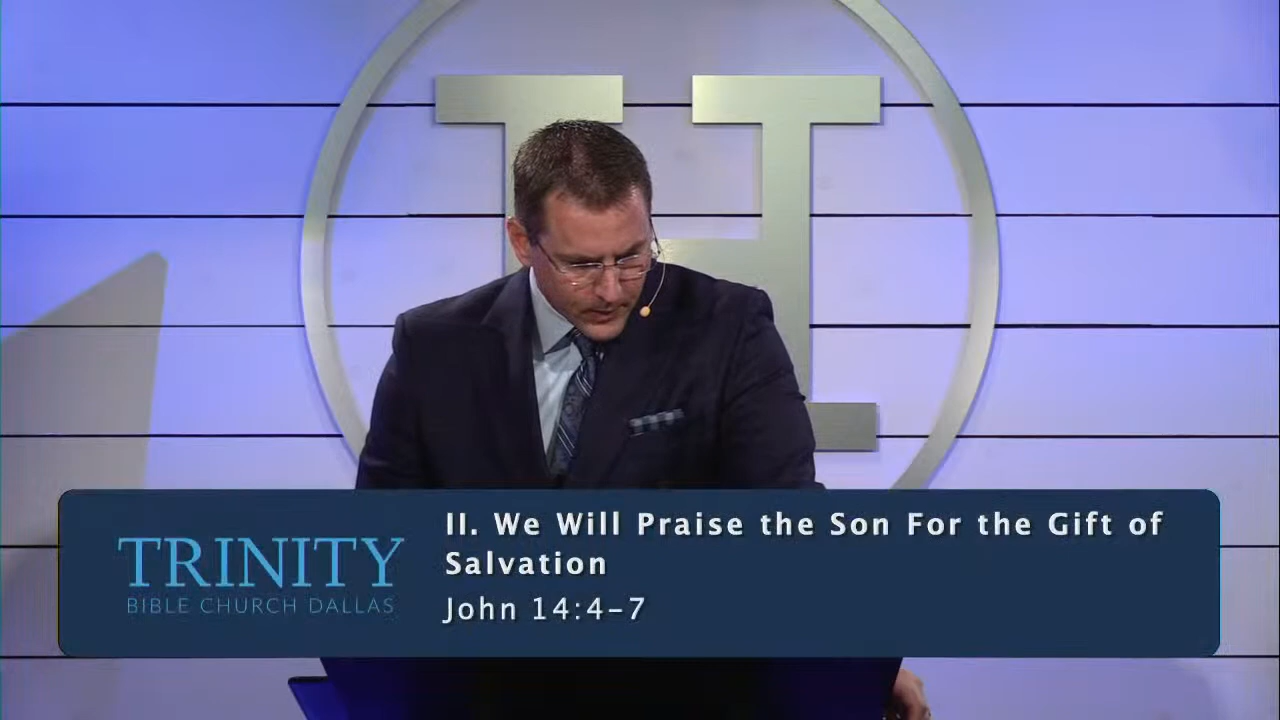 H
TRINITY
BIBLE CHURCH DALLAS
II. We Will Praise the Son For the Gift of
Salvation
John 14:4–7